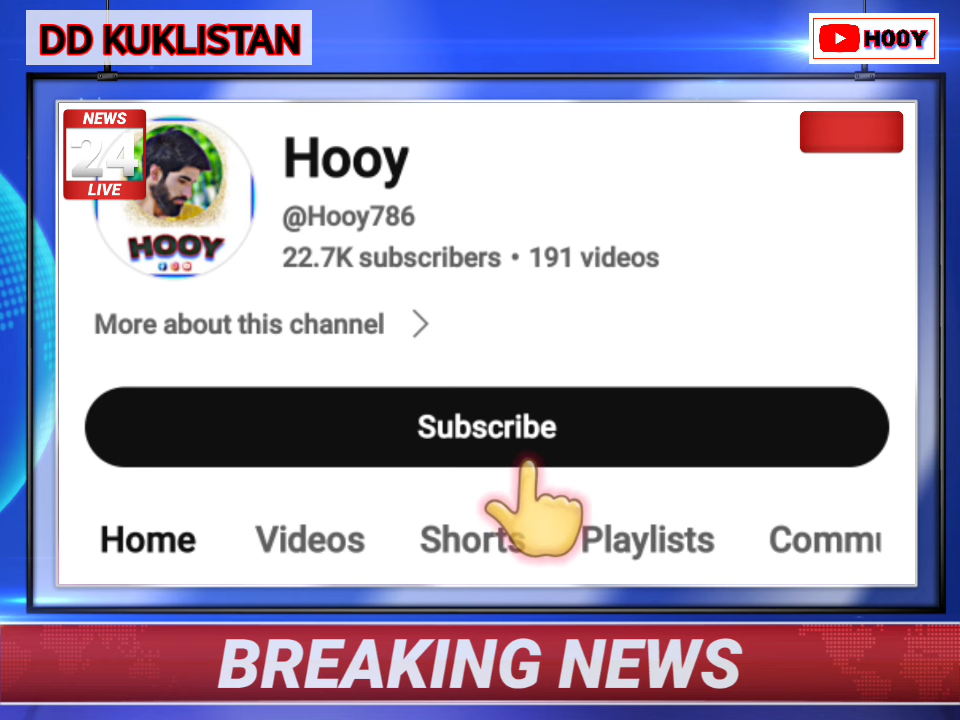 DD KUKLISTAN
HOOY
NEWS
24
LIVE
HOOY
Hooy
@Hooy786
22.7K subscribers • 191 videos
More about this channel
Subscribe
Home Videos Shorts Playlists Commu
BREAKING NEWS